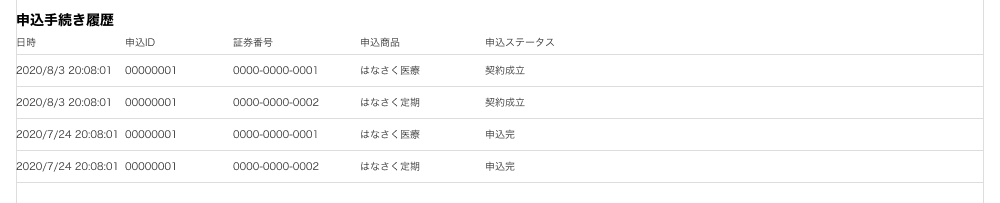 申込手続き履歴
日時 申込ID 証券番号 申込商品 申込ステータス
2020/8/3 20:08:01 00000001 0000-0000-0001 はなさく医療 契約成立
2020/8/3 20:08:01 00000001 0000-0000-0002 はなさく定期 契約成立
2020/7/24 20:08:01 00000001 0000-0000-0001 はなさく医療 申込完
2020/7/24 20:08:01 00000001 0000-0000-0002 はなさく定期 申込完